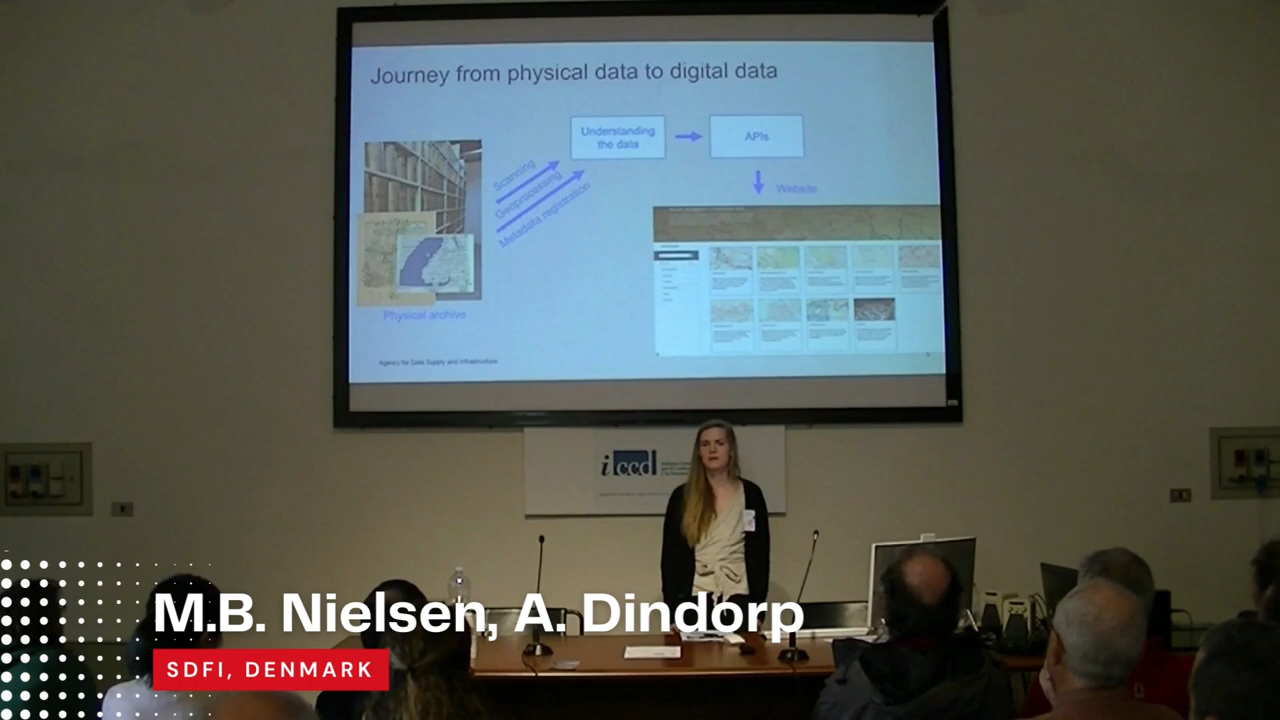 Journey from physical data to digital data
Understanding
the data
APIs
Scanning
Geoprocessing
Metadata registration
Website
Physical archive
Agency for Data Supply and Infrastructure
iccd
M.B. Nielsen, A. Dindorp
SDFI, DENMARK